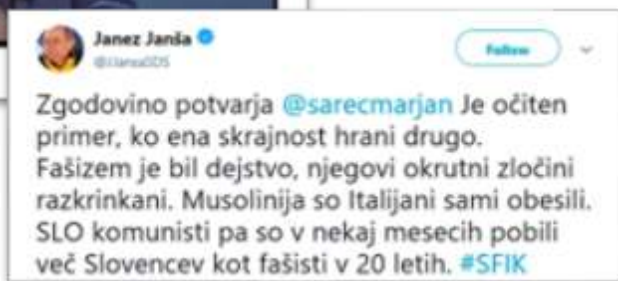 Janez Janša
@JJansaSDS
Follow
Zgodovino potvarja @sarecmarjan Je očiten
primer, ko ena skrajnost hrani drugo.
Fašizem je bil dejstvo, njegovi okrutni zločini
razkrinkani. Musolinija so Italijani sami obesili.
SLO komunisti pa so v nekaj mesecih pobili
več Slovencev kot fašisti v 20 letih. #SFIK